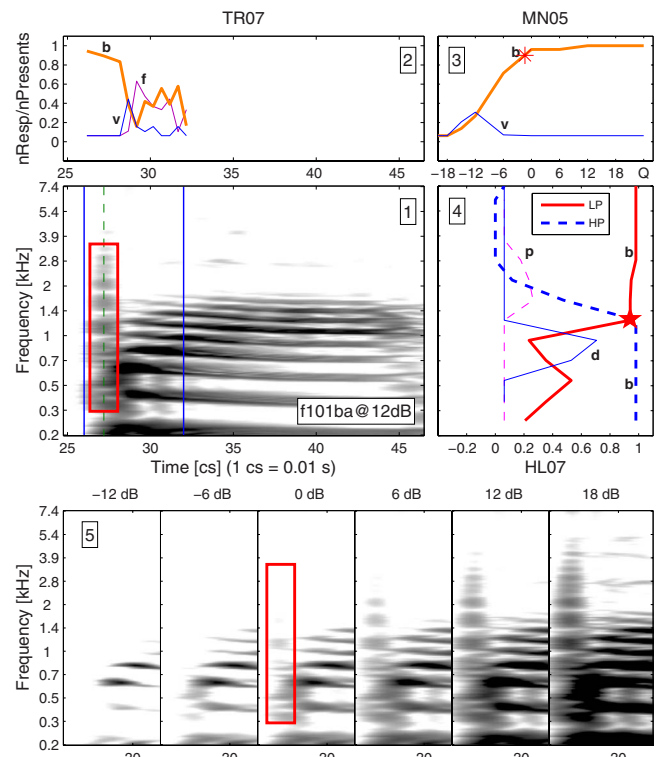 TR07 MN05
nResp/nPresents
1
0.8
0.6
0.4
0.2
0
b
f
v
2
25 30 35 40 45
b
v
3
−18 −12 −6 0 6 12 18 Q
Frequency [kHz]
7.4
5.4
3.9
2.8
2
1.4
1
0.7
0.5
0.3
0.2
1
f101ba@12dB
25 30 35 40 45
Time [cs] (1 cs = 0.01 s)
4
LP
HP
p
b
d
b
−0.4 −0.2 0 0.2 0.4 0.6 0.8 1
HL07
−12 dB −6 dB 0 dB 6 dB 12 dB 18 dB
Frequency [kHz]
7.4
5.4
3.9
2.8
2
1.4
1
0.7
0.5
0.3
0.2
5